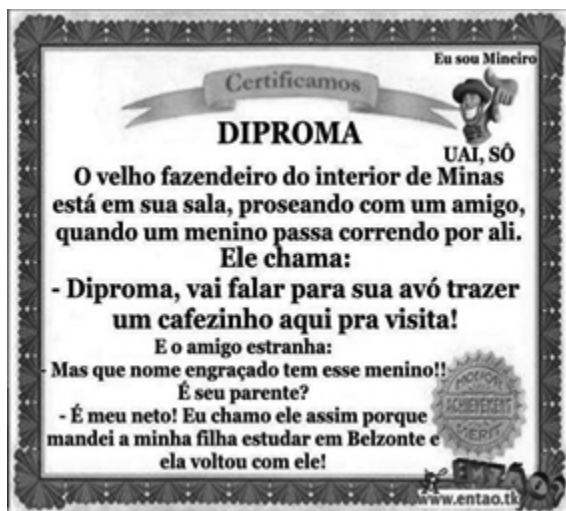 Eu sou Mineiro
Certificamos
DIPROMA
UAI, SÔ
O velho fazendeiro do interior de Minas
está em sua sala, proseando com um amigo,
quando um menino passa correndo por ali.
Ele chama:
- Diproma, vai falar para sua avó trazer
um cafezinho aqui pra visita!
E o amigo estranha:
- Mas que nome engraçado tem esse menino!!
É seu parente?
- É meu neto! Eu chamo ele assim porque
mandei a minha filha estudar em Belzonte e
ela voltou com ele!
ACHIEVEMENT
MERIT
ENTÃO
www.entao.tk